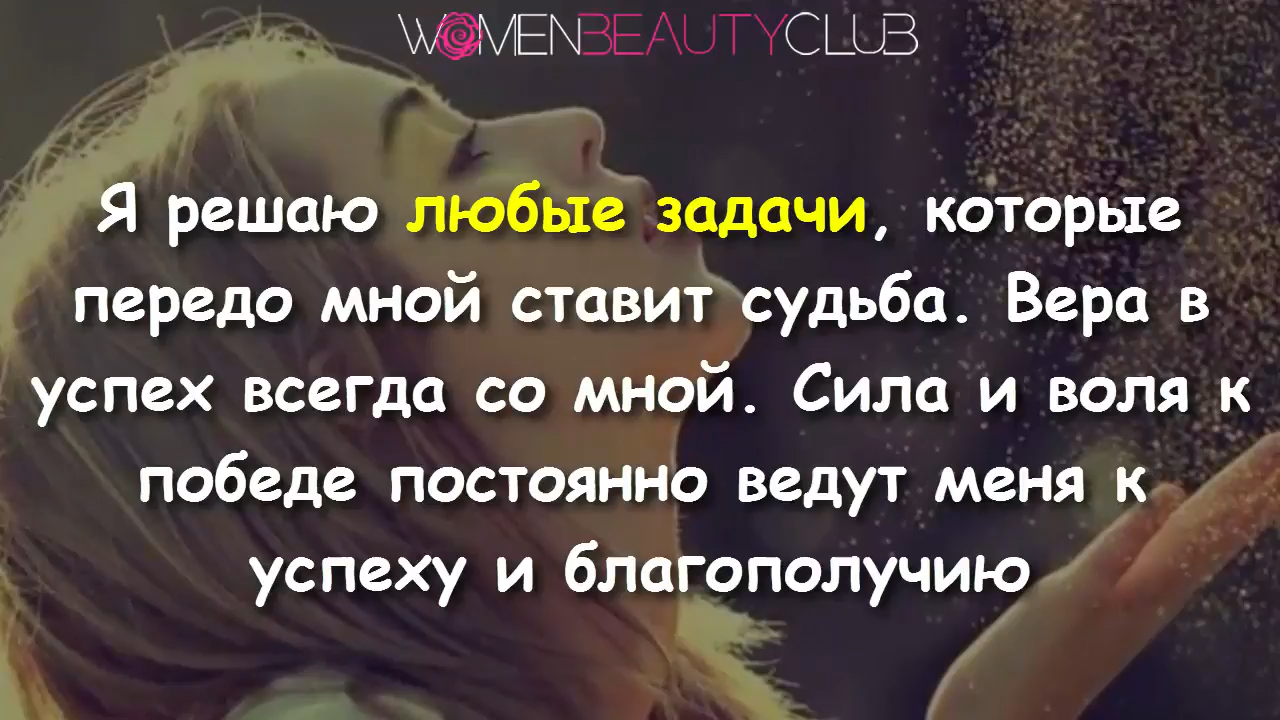 WOMENBEAUTYCLUB
Я решаю любые задачи, которые
передо мной ставит судьба. Вера в
успех всегда со мной. Сила и воля к
победе постоянно ведут меня к
успеху и благополучию